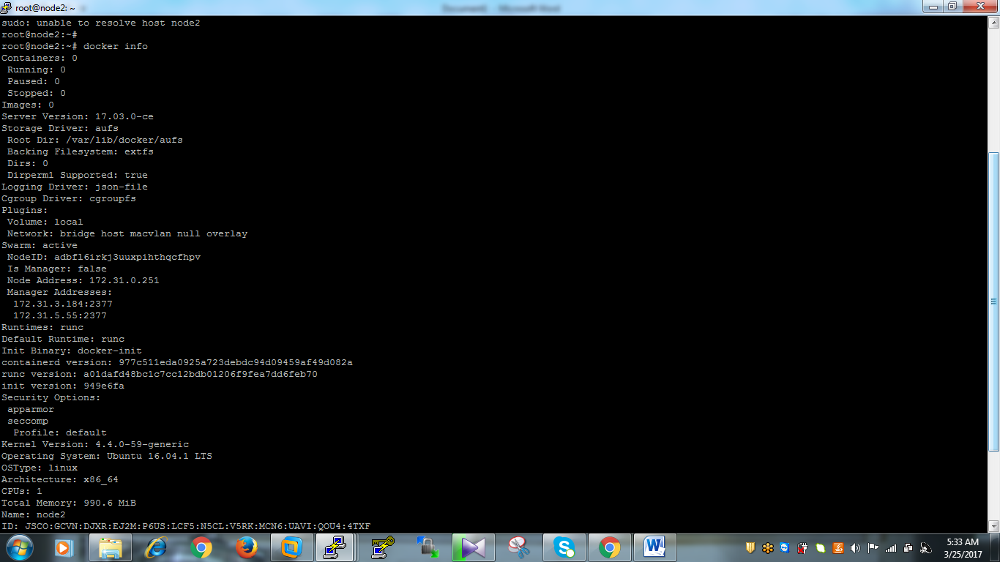 root@node2: ~
Document1 - Microsoft Word
sudo: unable to resolve host node2
root@node2:~#
root@node2:~# docker info
Containers: 0
 Running: 0
 Paused: 0
 Stopped: 0
Images: 0
Server Version: 17.03.0-ce
Storage Driver: aufs
 Root Dir: /var/lib/docker/aufs
 Backing Filesystem: extfs
 Dirs: 0
 Dirperm1 Supported: true
Logging Driver: json-file
Cgroup Driver: cgroupfs
Plugins:
 Volume: local
 Network: bridge host macvlan null overlay
Swarm: active
 NodeID: adbfl6irkj3uuxpihthqcfhpv
 Is Manager: false
 Node Address: 172.31.0.251
 Manager Addresses:
  172.31.3.184:2377
  172.31.5.55:2377
Runtimes: runc
Default Runtime: runc
Init Binary: docker-init
containerd version: 977c511eda0925a723debdc94d09459af49d082a
runc version: a01dafd48bc1c7cc12bdb01206f9fea7dd6feb70
init version: 949e6fa
Security Options:
 apparmor
 seccomp
  Profile: default
Kernel Version: 4.4.0-59-generic
Operating System: Ubuntu 16.04.1 LTS
OSType: linux
Architecture: x86_64
CPUs: 1
Total Memory: 990.6 MiB
Name: node2
ID: JSCO:GCVN:DJXR:EJ2M:P6US:LCF5:N5CL:V5RK:MCN6:UAVI:QOU4:4TXF
5:33 AM
3/25/2017